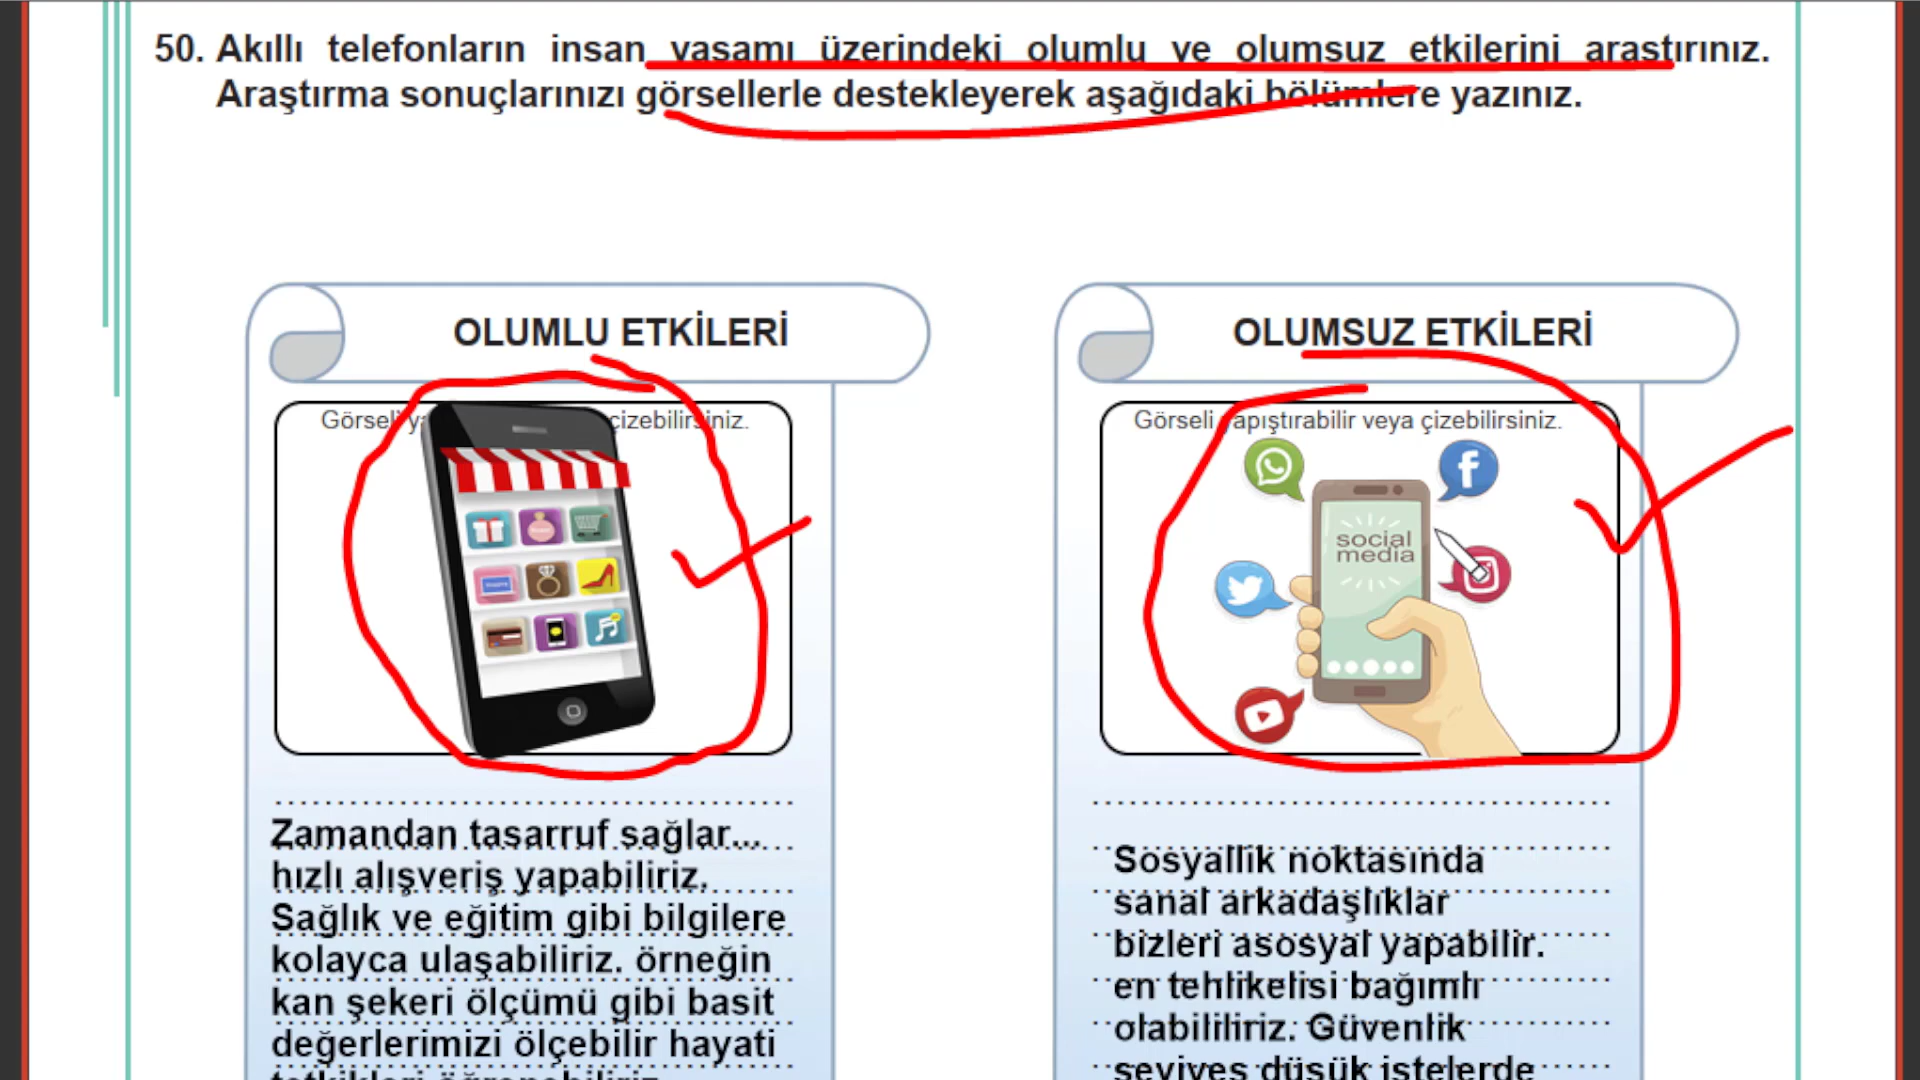 50. Akıllı telefonların insan yaşamı üzerindeki olumlu ve olumsuz etkilerini araştırınız.
Araştırma sonuçlarınızı görsellerle destekleyerek aşağıdaki bölümlere yazınız.
OLUMLU ETKİLERİ
Görseli çizebilirsiniz.
Zamandan tasarruf sağlar...
hızlı alışveriş yapabiliriz.
Sağlık ve eğitim gibi bilgilere
kolayca ulaşabiliriz. örneğin
kan şekeri ölçümü gibi basit
değerlerimizi ölçebilir hayati
OLUMSUZ ETKİLERİ
Görseli yapıştırabilir veya çizebilirsiniz.
social
media
Sosyallik noktasında
sanal arkadaşlıklar
bizleri asosyal yapabilir.
en tehlikelisi bağımlı
olabililiriz. Güvenlik
seviyes düşük istelerde